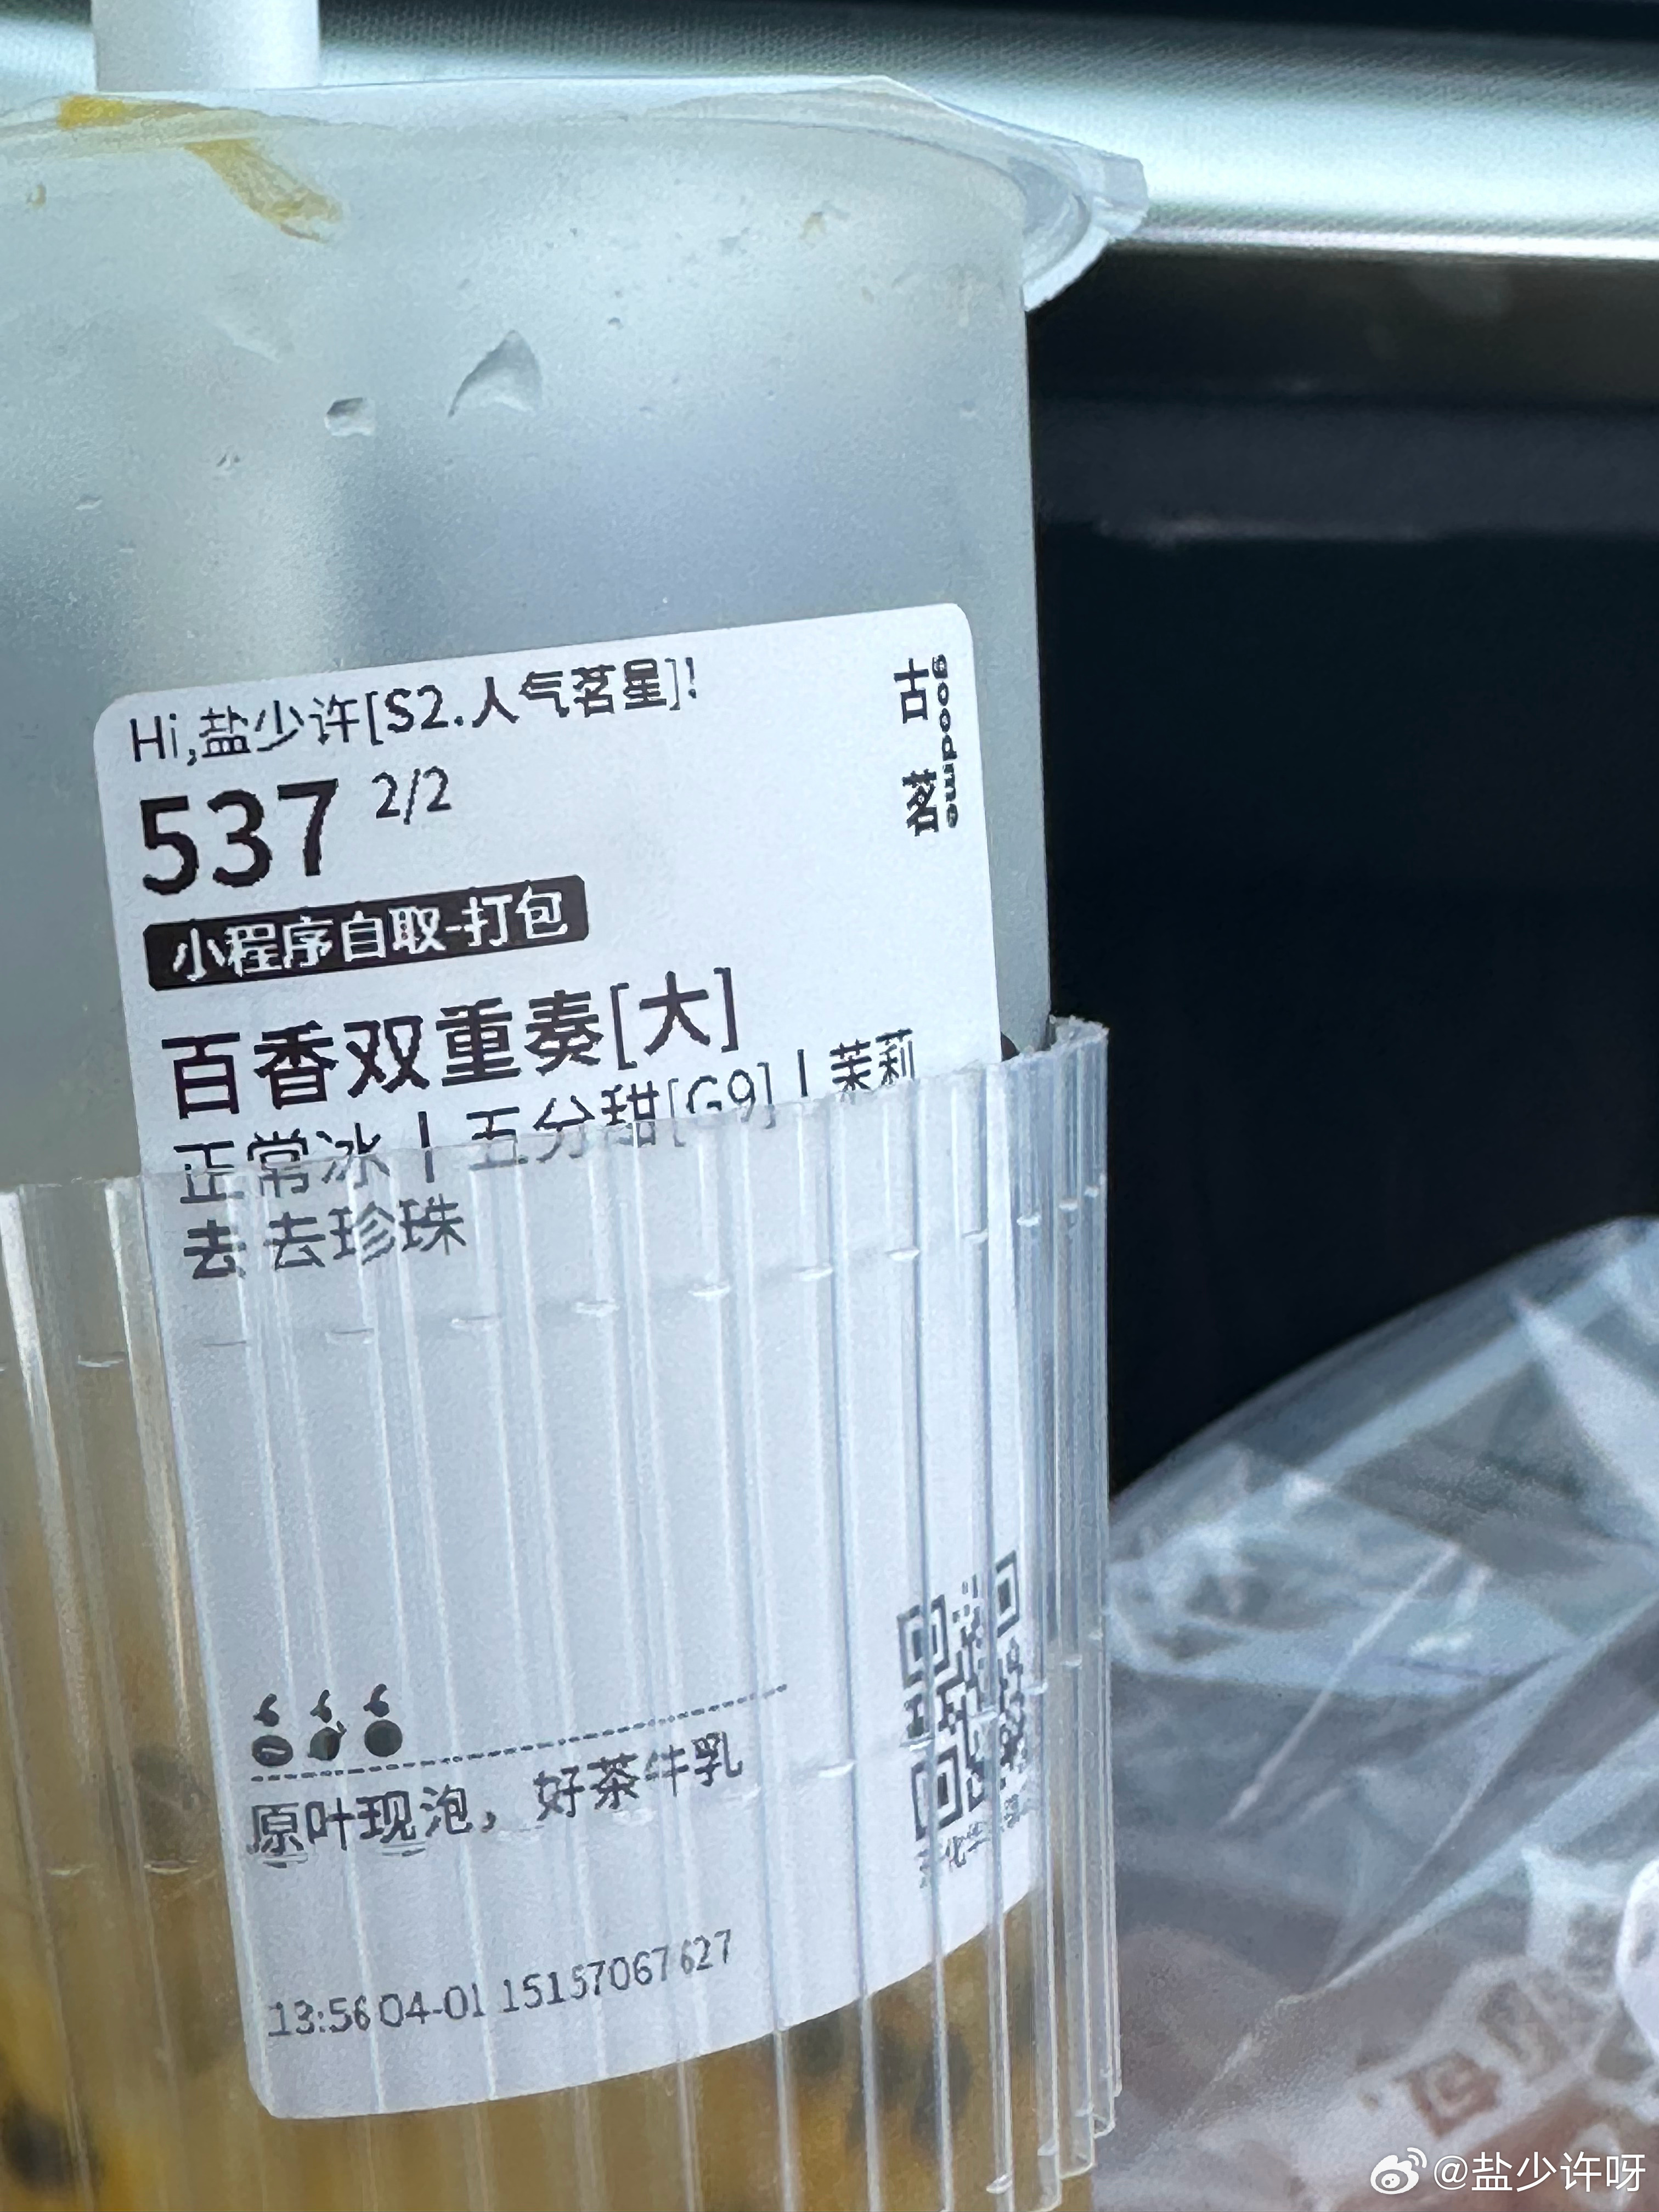 Hi,盐少许[S2.人气茗星]!
古茗
goodme
537 2/2
小程序自取-打包
百香双重奏[大]
正常冰 | 五分甜[G9] | 茉莉
去 去珍珠
原叶现泡，好茶牛乳
13:56 04-01 15157067627
@盐少许呀